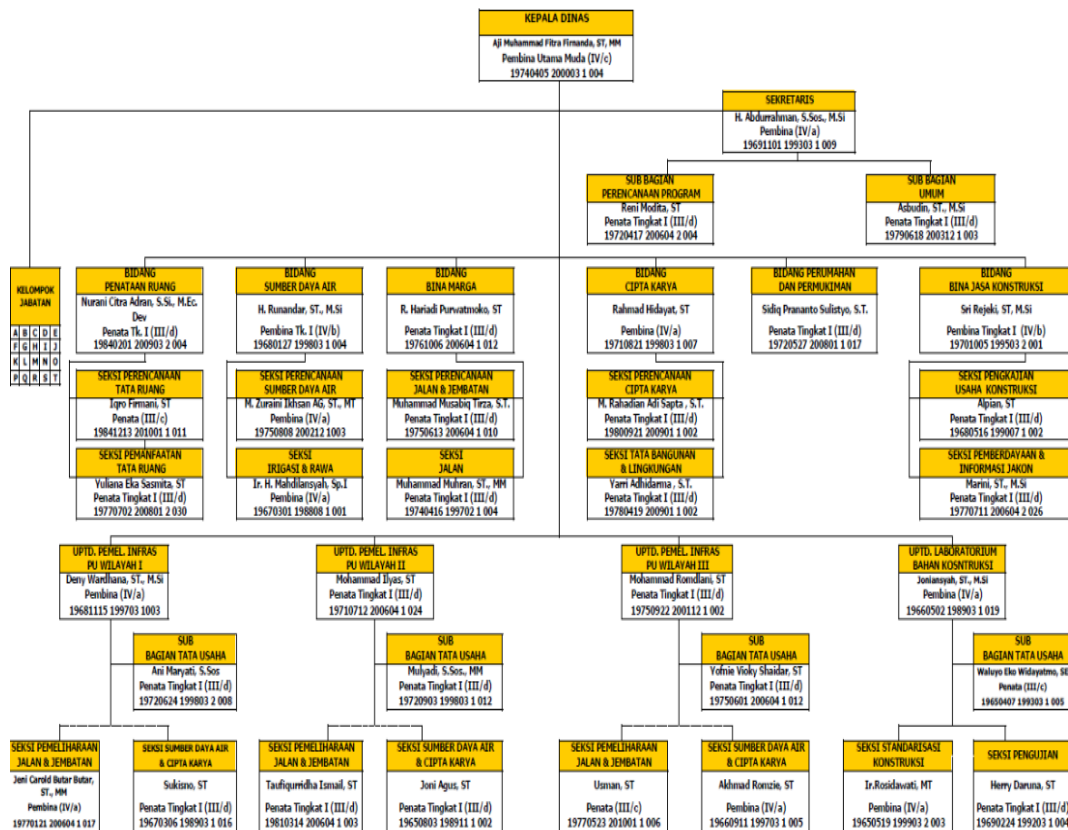 KEPALA DINAS
Aji Muhammad Fitra Firnanda, ST, MM
Pembina Utama Muda (IV/c)
19740405 200003 1 004
SEKRETARIS
H. Abdurrahman, S.Sos., M.Si
Pembina (IV/a)
19691101 199303 1 009
SUB BAGIAN
PERENCANAAN PROGRAM
Reni Modita, ST
Penata Tingkat I (III/d)
19720417 200604 2 004
SUB BAGIAN
UMUM
Asbudin, ST., M.Si
Penata Tingkat I (III/d)
19790618 200312 1 003
KELOMPOK
JABATAN
A B C D E
F G H I J
K L M N O
P Q R S T
BIDANG
PENATAAN RUANG
Nurani Citra Adran, S.Si., M.Ec.
Dev
Penata Tk. I (III/d)
19840201 200903 2 004
BIDANG
SUMBER DAYA AIR
H. Runandar, ST., M.Si
Pembina Tk. I (IV/b)
19680127 199803 1 004
BIDANG
BINA MARGA
R. Hariadi Purwatmoko, ST
Penata Tingkat I (III/d)
19761006 200604 1 012
BIDANG
CIPTA KARYA
Rahmad Hidayat, ST
Pembina (IV/a)
19710821 199803 1 007
BIDANG PERUMAHAN
DAN PERMUKIMAN
Sidiq Prananto Sulistyo, S.T.
Penata Tingkat I (III/d)
19720527 200801 1 017
BIDANG
BINA JASA KONSTRUKSI
Sri Rejeki, ST, M.Si
Pembina Tingkat I (IV/b)
19701005 199503 2 001
SEKSI PERENCANAAN
TATA RUANG
Iqro Firmani, ST
Penata (III/c)
19841213 201001 1 011
SEKSI PERENCANAAN
SUMBER DAYA AIR
M. Zuraini Ikhsan AG, ST., MT
Pembina (IV/a)
19750808 200212 1003
SEKSI PERENCANAAN
JALAN & JEMBATAN
Muhammad Musabiq Tirza, S.T.
Penata Tingkat I (III/d)
19750613 200604 1 010
SEKSI PERENCANAAN
CIPTA KARYA
M. Rahadian Adi Sapta , S.T.
Penata Tingkat I (III/d)
19800921 200901 1 002
SEKSI PENGKAJIAN
USAHA KONSTRUKSI
Alpian, ST
Penata Tingkat I (III/d)
19680516 199007 1 002
SEKSI PEMANFAATAN
TATA RUANG
Yuliana Eka Sasmita, ST
Penata Tingkat I (III/d)
19770702 200801 2 030
SEKSI
IRIGASI & RAWA
Ir. H. Mahdilansyah, Sp.I
Pembina (IV/a)
19670301 198808 1 001
SEKSI
JALAN
Muhammad Muhran, ST., MM
Penata Tingkat I (III/d)
19740416 199702 1 004
SEKSI TATA BANGUNAN
& LINGKUNGAN
Yarri Adhidarma , S.T.
Penata Tingkat I (III/d)
19780419 200901 1 002
SEKSI PEMBERDAYAAN &
INFORMASI JAKON
Marini, ST., M.Si
Penata Tingkat I (III/d)
19770711 200604 2 026
UPTD. PEMEL. INFRAS
PU WILAYAH I
Deny Wardhana, ST., M.Si
Pembina (IV/a)
19681115 199703 1003
UPTD. PEMEL. INFRAS
PU WILAYAH II
Mohammad Ilyas, ST
Penata Tingkat I (III/d)
19710712 200604 1 024
UPTD. PEMEL. INFRAS
PU WILAYAH III
Mohammad Romdlani, ST
Penata Tingkat I (III/d)
19750922 200112 1 002
UPTD. LABORATORIUM
BAHAN KOSNTRUKSI
Joniansyah, ST., M.Si
Pembina (IV/a)
19660502 198903 1 019
SUB
BAGIAN TATA USAHA
Ani Maryati, S.Sos
Penata Tingkat I (III/d)
19720624 199803 2 008
SUB
BAGIAN TATA USAHA
Mulyadi, S.Sos., MM
Penata Tingkat I (III/d)
19720903 199803 1 012
SUB
BAGIAN TATA USAHA
Yofnie Vioky Shaidar, ST
Penata Tingkat I (III/d)
19750601 200604 1 012
SUB
BAGIAN TATA USAHA
Waluyo Eko Widayatmo, SE
Penata (III/c)
19650407 199303 1 005
SEKSI PEMELIHARAAN
JALAN & JEMBATAN
Jeni Carold Butar Butar,
ST., MM
Pembina (IV/a)
19770121 200604 1 017
SEKSI SUMBER DAYA AIR
& CIPTA KARYA
Sukisno, ST
Penata Tingkat I (III/d)
19670306 198903 1 016
SEKSI PEMELIHARAAN
JALAN & JEMBATAN
Taufiqurridha Ismail, ST
Penata Tingkat I (III/d)
19810314 200604 1 003
SEKSI SUMBER DAYA AIR
& CIPTA KARYA
Joni Agus, ST
Penata Tingkat I (III/d)
19650803 198911 1 002
SEKSI PEMELIHARAAN
JALAN & JEMBATAN
Usman, ST
Penata (III/c)
19770523 201001 1 006
SEKSI SUMBER DAYA AIR
& CIPTA KARYA
Akhmad Romzie, ST
Pembina (IV/a)
19660911 199703 1 005
SEKSI STANDARISASI
KONSTRUKSI
Ir.Rosidawati, MT
Pembina (IV/a)
19650519 199903 2 003
SEKSI PENGUJIAN
Herry Daruna, ST
Penata Tingkat I (III/d)
19690224 199203 1 004